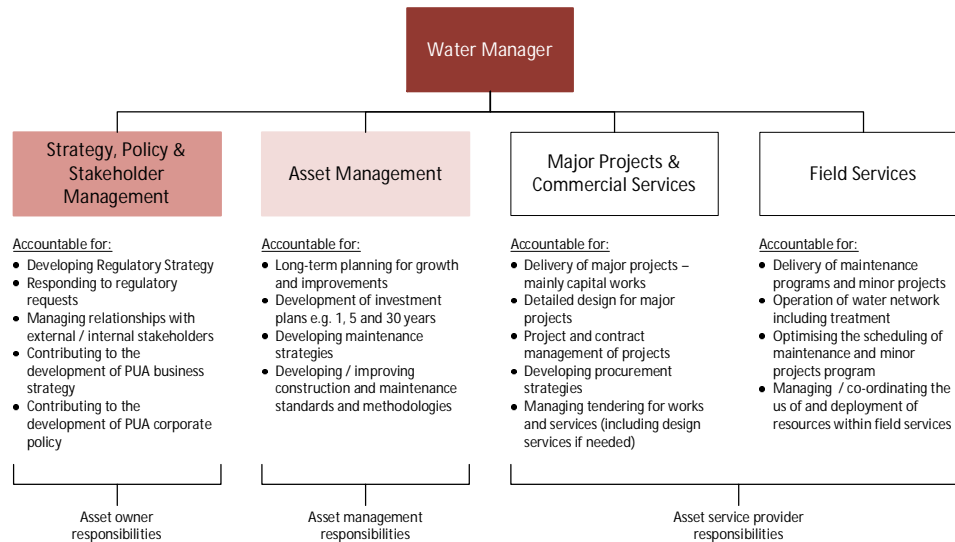 Water Manager
Strategy, Policy &
Stakeholder
Management
Asset Management
Major Projects &
Commercial Services
Field Services
Accountable for:
• Developing Regulatory Strategy
• Responding to regulatory
requests
• Managing relationships with
external / internal stakeholders
• Contributing to the
development of PUA business
strategy
• Contributing to the
development of PUA corporate
policy
Accountable for:
• Long-term planning for growth
and improvements
• Development of investment
plans e.g. 1, 5 and 30 years
• Developing maintenance
strategies
• Developing / improving
construction and maintenance
standards and methodologies
Accountable for:
• Delivery of major projects –
mainly capital works
• Detailed design for major
projects
• Project and contract
management of projects
• Developing procurement
strategies
• Managing tendering for works
and services (including design
services if needed)
Accountable for:
• Delivery of maintenance
programs and minor projects
• Operation of water network
including treatment
• Optimising the scheduling of
maintenance and minor
projects program
• Managing / co-ordinating the
us of and deployment of
resources within field services
Asset owner
responsibilities
Asset management
responsibilities
Asset service provider
responsibilities